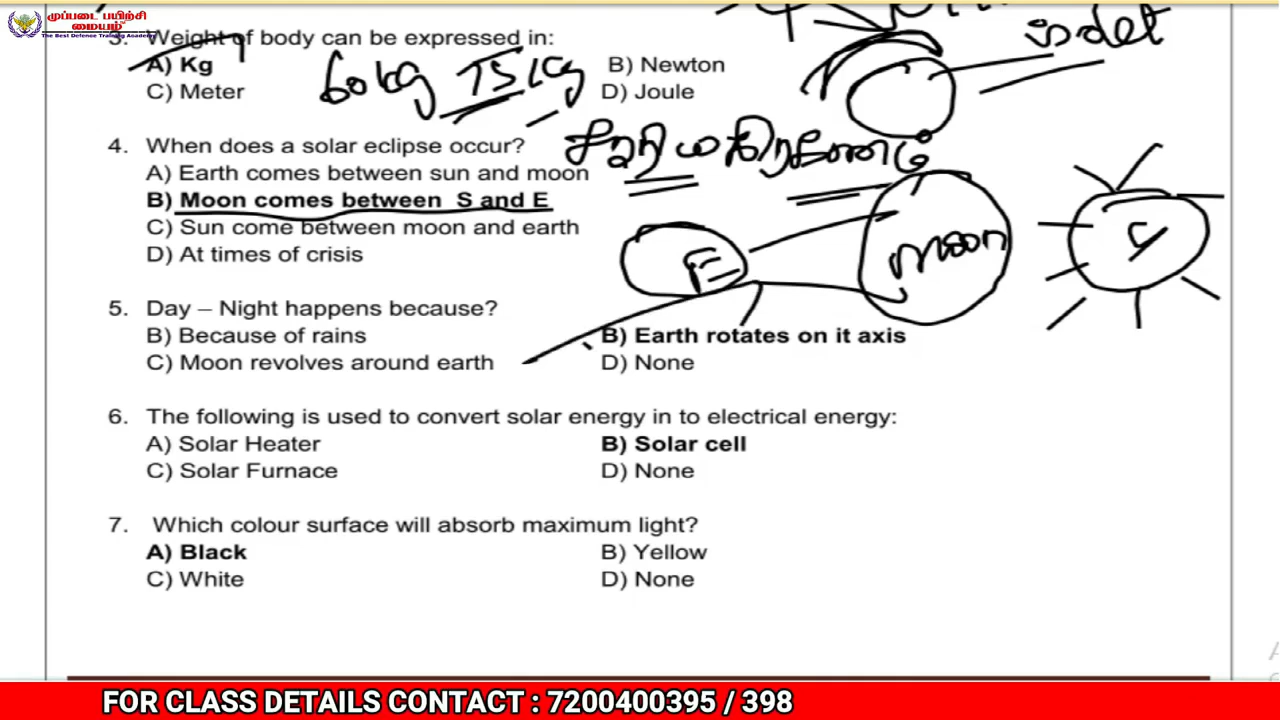 முப்படை பயிற்சி
மையம்
The Best Defence Training Academy
3. Weight of body can be expressed in:
A) Kg B) Newton
60 kg 75 kg
C) Meter D) Joule
4. When does a solar eclipse occur?
சூரிய கிரகணம்
A) Earth comes between sun and moon
B) Moon comes between S and E
C) Sun come between moon and earth
D) At times of crisis
E moon S
5. Day – Night happens because?
B) Because of rains B) Earth rotates on it axis
C) Moon revolves around earth D) None
6. The following is used to convert solar energy in to electrical energy:
A) Solar Heater B) Solar cell
C) Solar Furnace D) None
7. Which colour surface will absorb maximum light?
A) Black B) Yellow
C) White D) None
FOR CLASS DETAILS CONTACT : 7200400395 / 398